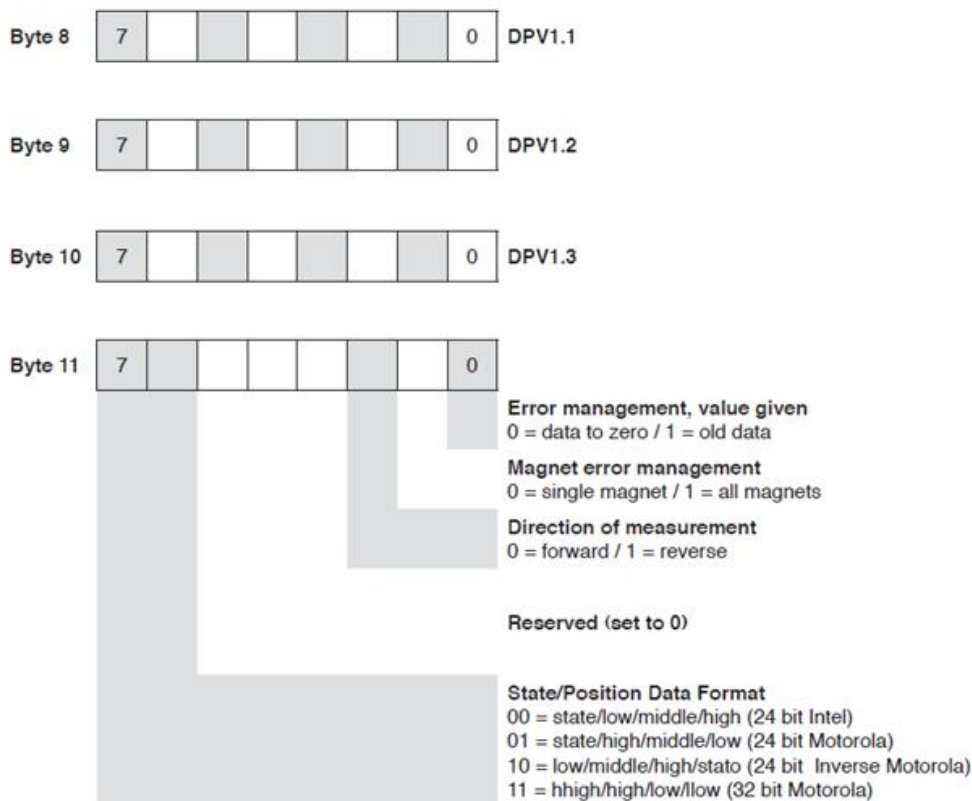 Byte 8 7 0 DPV1.1
Byte 9 7 0 DPV1.2
Byte 10 7 0 DPV1.3
Byte 11 7 0
Error management, value given
0 = data to zero / 1 = old data
Magnet error management
0 = single magnet / 1 = all magnets
Direction of measurement
0 = forward / 1 = reverse
Reserved (set to 0)
State/Position Data Format
00 = state/low/middle/high (24 bit Intel)
01 = state/high/middle/low (24 bit Motorola)
10 = low/middle/high/stato (24 bit Inverse Motorola)
11 = hhigh/high/low/llow (32 bit Motorola)